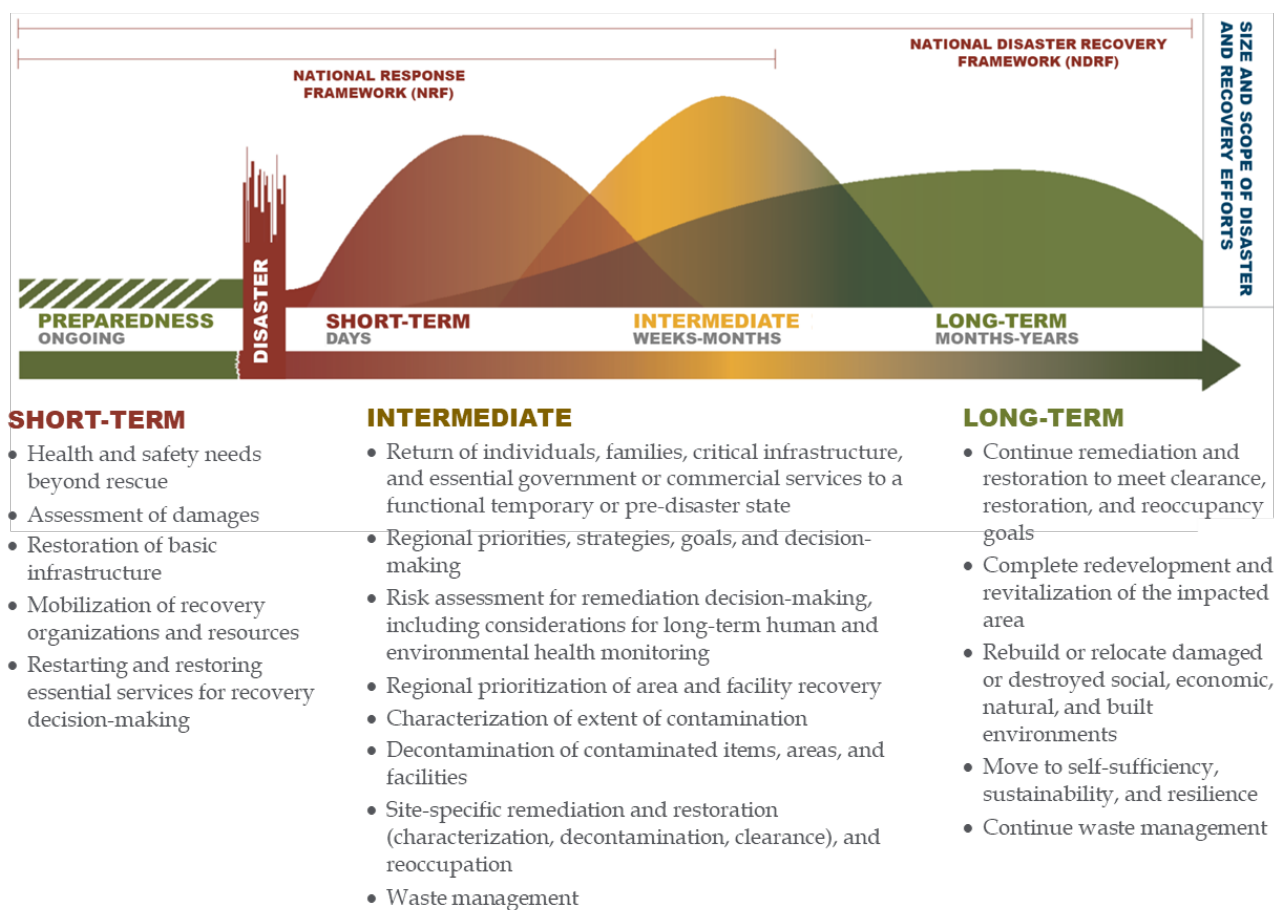 NATIONAL DISASTER RECOVERY
FRAMEWORK (NDRF)
NATIONAL RESPONSE
FRAMEWORK (NRF)
SIZE AND SCOPE OF DISASTER
AND RECOVERY EFFORTS
PREPAREDNESS
ONGOING
DISASTER
SHORT-TERM
DAYS
INTERMEDIATE
WEEKS-MONTHS
LONG-TERM
MONTHS-YEARS
SHORT-TERM
• Health and safety needs
beyond rescue
• Assessment of damages
• Restoration of basic
infrastructure
• Mobilization of recovery
organizations and resources
• Restarting and restoring
essential services for recovery
decision-making
INTERMEDIATE
• Return of individuals, families, critical infrastructure,
and essential government or commercial services to a
functional temporary or pre-disaster state
• Regional priorities, strategies, goals, and decision-
making
• Risk assessment for remediation decision-making,
including considerations for long-term human and
environmental health monitoring
• Regional prioritization of area and facility recovery
• Characterization of extent of contamination
• Decontamination of contaminated items, areas, and
facilities
• Site-specific remediation and restoration
(characterization, decontamination, clearance), and
reoccupation
• Waste management
LONG-TERM
• Continue remediation and
restoration to meet clearance,
restoration, and reoccupancy
goals
• Complete redevelopment and
revitalization of the impacted
area
• Rebuild or relocate damaged
or destroyed social, economic,
natural, and built
environments
• Move to self-sufficiency,
sustainability, and resilience
• Continue waste management